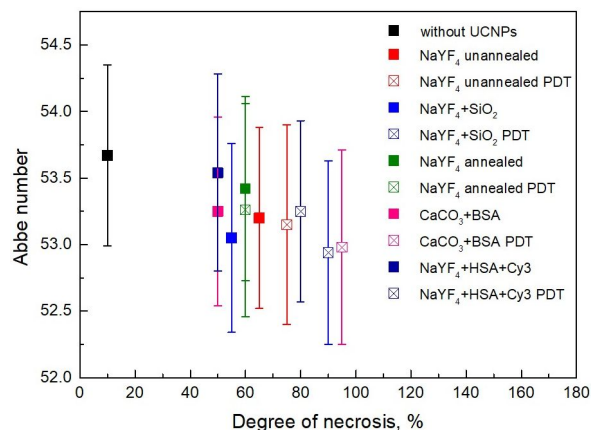 54.5
54.0
53.5
53.0
52.5
52.0
Abbe number
0 20 40 60 80 100 120 140 160 180
Degree of necrosis, %
without UCNPs
NaYF₄ unannealed
NaYF₄ unannealed PDT
NaYF₄+SiO₂
NaYF₄+SiO₂ PDT
NaYF₄ annealed
NaYF₄ annealed PDT
CaCO₃+BSA
CaCO₃+BSA PDT
NaYF₄+HSA+Cy3
NaYF₄+HSA+Cy3 PDT